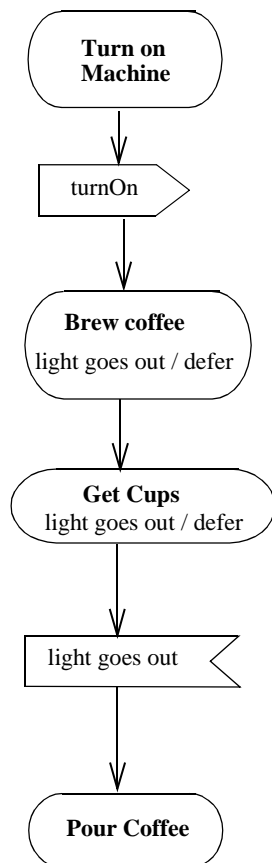 Turn on
Machine
turnOn
Brew coffee
light goes out / defer
Get Cups
light goes out / defer
light goes out
Pour Coffee